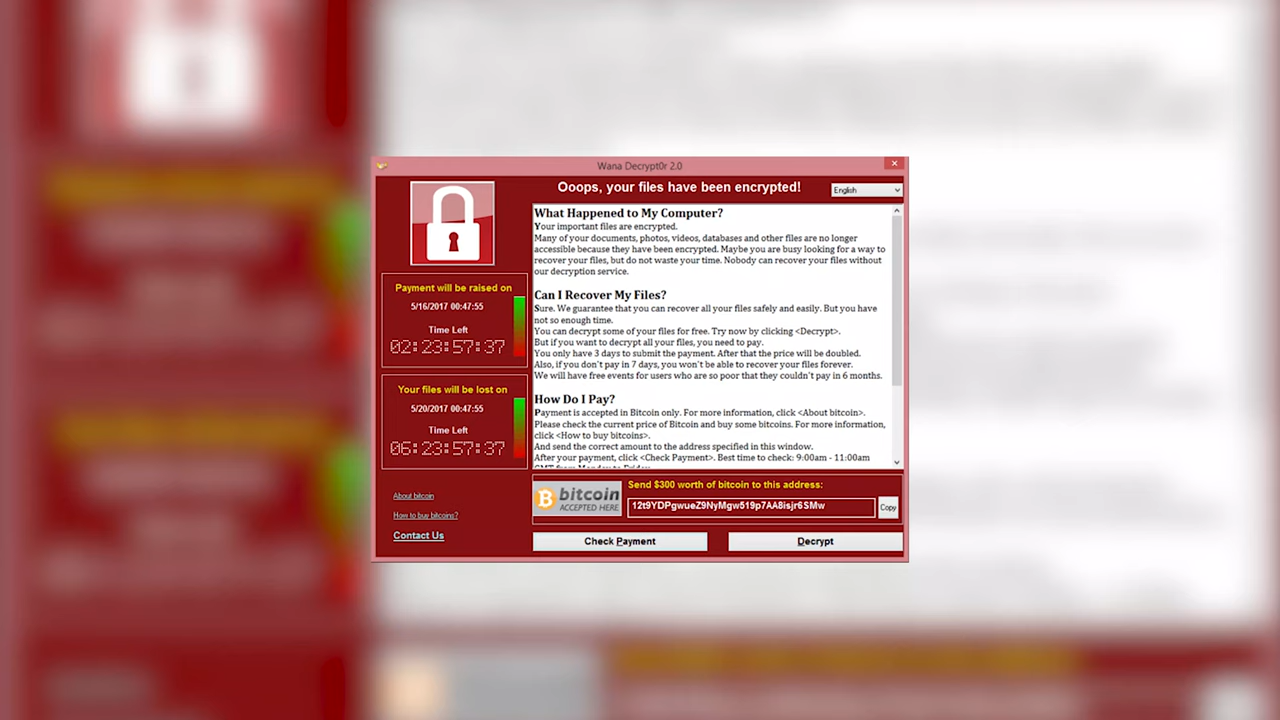 Wana Decrypt0r 2.0
Ooops, your files have been encrypted!
English
What Happened to My Computer?
Your important files are encrypted.
Many of your documents, photos, videos, databases and other files are no longer
accessible because they have been encrypted. Maybe you are busy looking for a way to
recover your files, but do not waste your time. Nobody can recover your files without
our decryption service.
Can I Recover My Files?
Sure. We guarantee that you can recover all your files safely and easily. But you have
not so enough time.
You can decrypt some of your files for free. Try now by clicking <Decrypt>.
But if you want to decrypt all your files, you need to pay.
You only have 3 days to submit the payment. After that the price will be doubled.
Also, if you don't pay in 7 days, you won't be able to recover your files forever.
We will have free events for users who are so poor that they couldn't pay in 6 months.
How Do I Pay?
Payment is accepted in Bitcoin only. For more information, click <About bitcoin>.
Please check the current price of Bitcoin and buy some bitcoins. For more information,
click <How to buy bitcoins>.
And send the correct amount to the address specified in this window.
After your payment, click <Check Payment>. Best time to check: 9:00am - 11:00am
GMT from Monday to Friday.
Payment will be raised on
5/16/2017 00:47:55
Time Left
02:23:57:37
Your files will be lost on
5/20/2017 00:47:55
Time Left
06:23:57:37
About bitcoin
How to buy bitcoins?
Contact Us
bitcoin
ACCEPTED HERE
Send $300 worth of bitcoin to this address:
12t9YDPgwueZ9NyMgw519p7AA8isjr6SMw
Copy
Check Payment
Decrypt